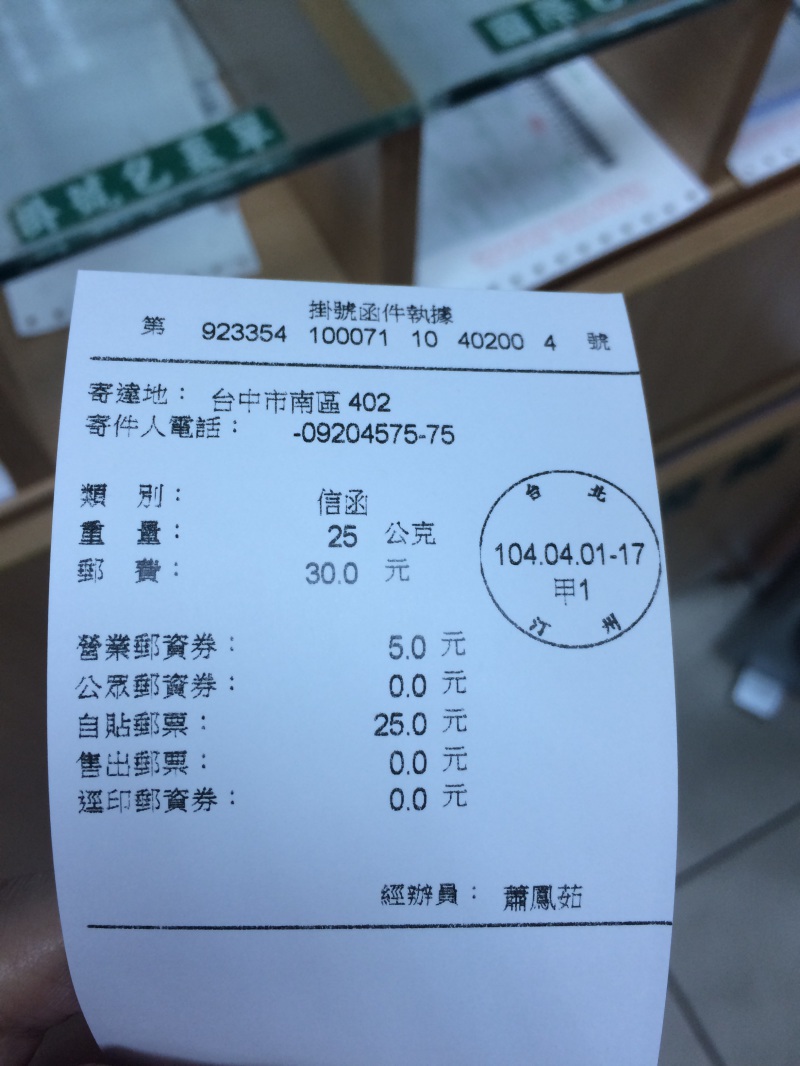 掛號函件執據
第 923354 100071 10 40200 4 號
寄達地： 台中市南區 402
寄件人電話： -09204575-75
類 別： 信函
重 量： 25 公克
郵 費： 30.0 元
台 北
104.04.01-17
甲1
汀 州
營業郵資券： 5.0 元
公眾郵資券： 0.0 元
自貼郵票： 25.0 元
售出郵票： 0.0 元
逕印郵資券： 0.0 元
經辦員： 蕭鳳茹